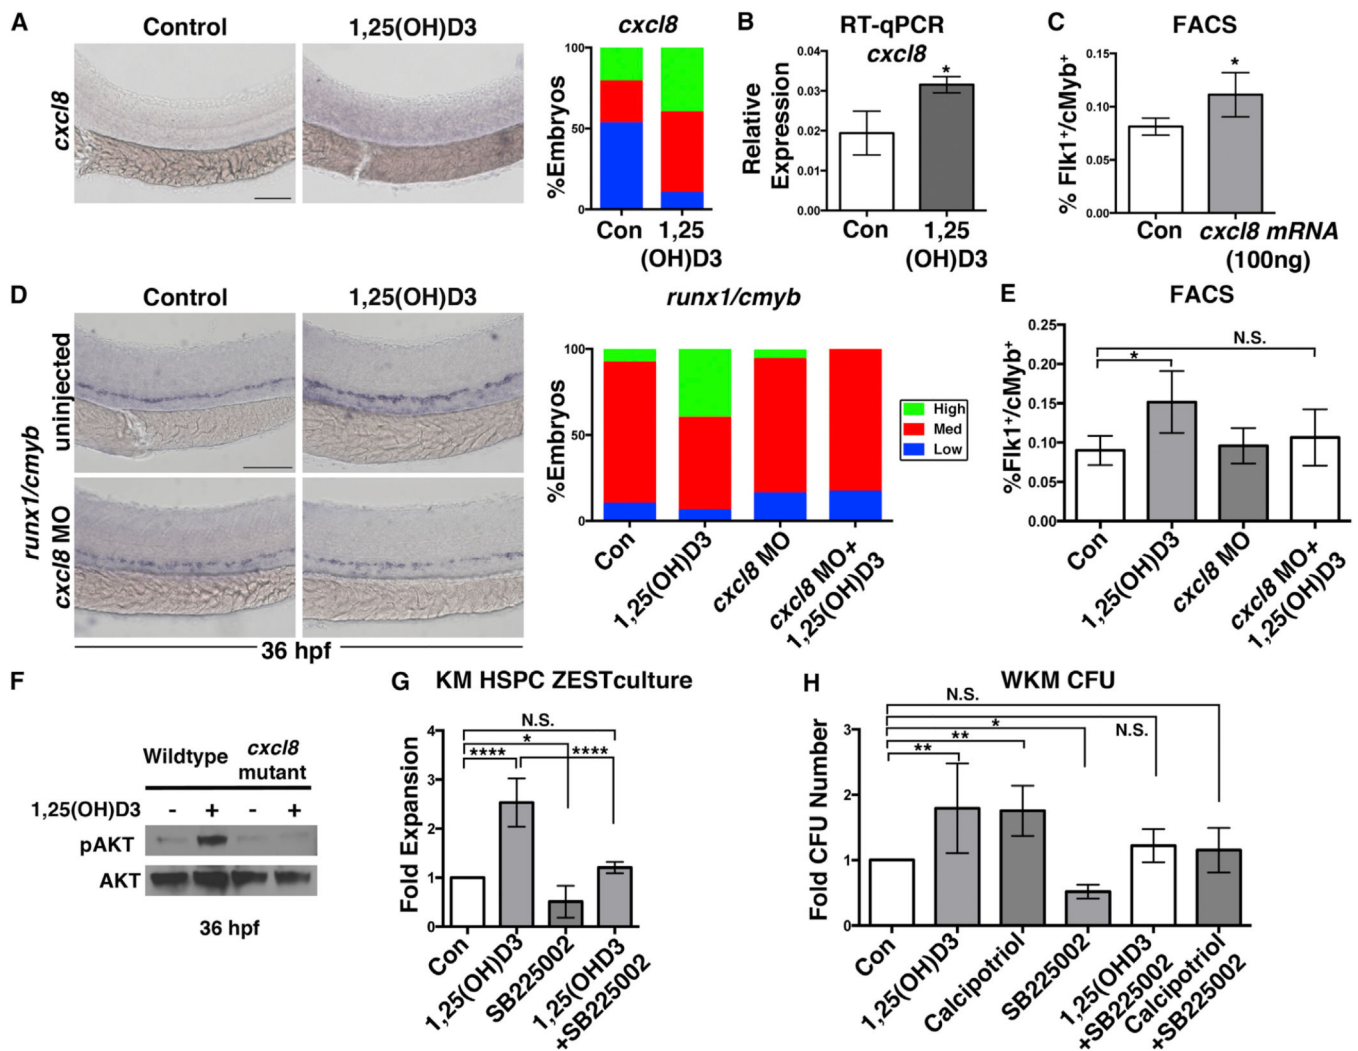 A
Control
1,25(OH)D3
cxcl8
cxcl8
100
50
0
%Embryos
Con
1,25
(OH)D3
B
RT-qPCR
cxcl8
Relative
Expression
0.04
0.03
0.02
0.01
0.00
*
Con
1,25
(OH)D3
C
FACS
% Flk1+/cMyb+
0.15
0.10
0.05
0.00
*
Con
cxcl8 mRNA
(100ng)
D
Control
1,25(OH)D3
runx1/cmyb
uninjected
cxcl8 MO
36 hpf
runx1/cmyb
%Embryos
100
50
0
Con
1,25(OH)D3
cxcl8 MO
cxcl8 MO+
1,25(OH)D3
High
Med
Low
E
FACS
%Flk1+/cMyb+
0.25
0.20
0.15
0.10
0.05
0.00
N.S.
*
Con
1,25(OH)D3
cxcl8 MO
cxcl8 MO+
1,25(OH)D3
F
Wildtype
cxcl8
mutant
1,25(OH)D3 - + - +
pAKT
AKT
36 hpf
G
KM HSPC ZESTculture
Fold Expansion
4
3
2
1
0
N.S.
*
**** ****
Con
1,25(OH)D3
SB225002
1,25(OHD3
+SB225002
H
WKM CFU
Fold CFU Number
3
2
1
0
N.S.
N.S.
*
**
**
Con
1,25(OH)D3
Calcipotriol
SB225002
1,25(OHD3
+SB225002
Calcipotriol
+SB225002